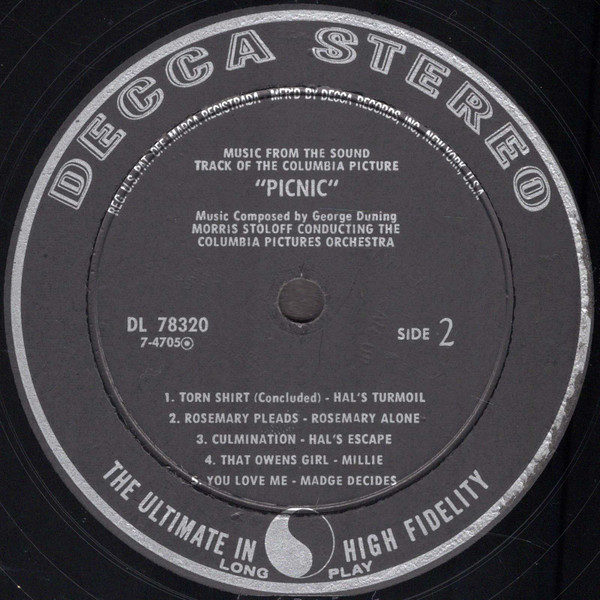 DECCA STEREO
REG. U.S. PAT. OFF. MARCA REGISTRADA MFR'D BY DECCA RECORDS, INC., NEW YORK, U.S.A.
MUSIC FROM THE SOUND
TRACK OF THE COLUMBIA PICTURE
"PICNIC"
Music Composed by George Duning
MORRIS STOLOFF CONDUCTING THE
COLUMBIA PICTURES ORCHESTRA
DL 78320
7-4705
SIDE 2
1. TORN SHIRT (Concluded) - HAL'S TURMOIL
2. ROSEMARY PLEADS - ROSEMARY ALONE
3. CULMINATION - HAL'S ESCAPE
4. THAT OWENS GIRL - MILLIE
5. YOU LOVE ME - MADGE DECIDES
THE ULTIMATE IN HIGH FIDELITY
LONG PLAY